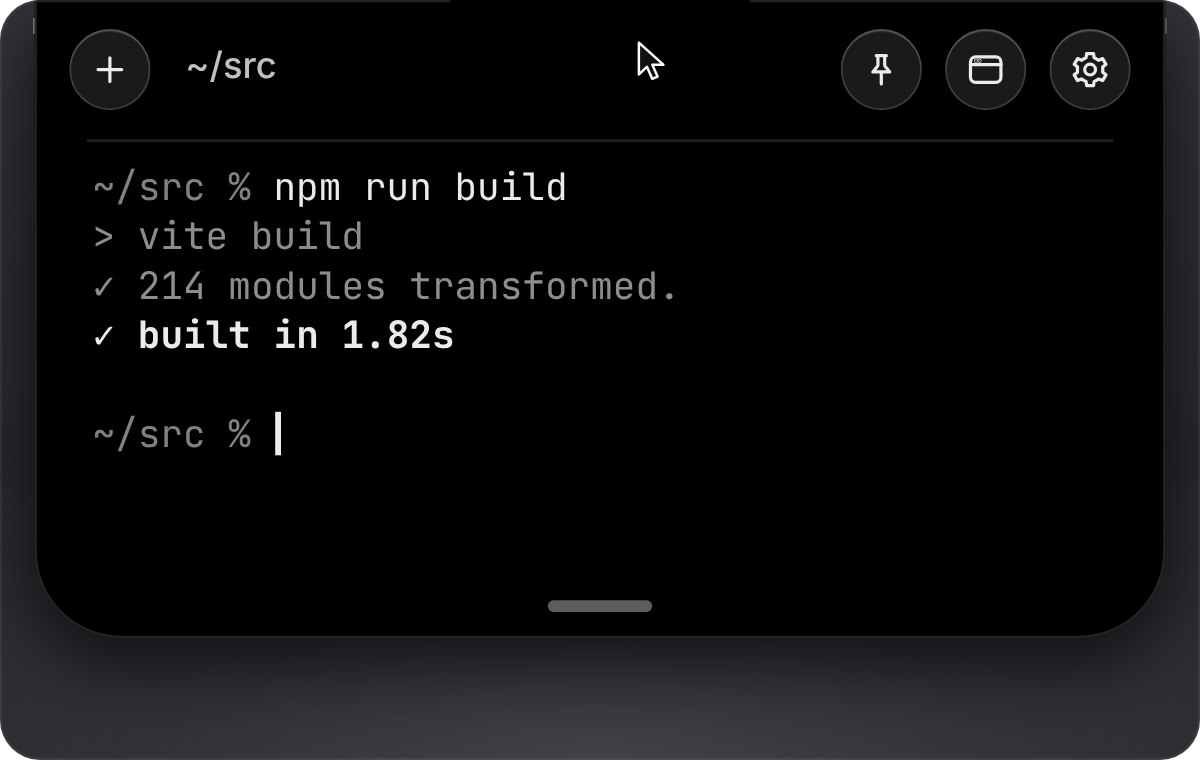 ~/src
~/src % npm run build
> vite build
✓ 214 modules transformed.
✓ built in 1.82s
~/src %